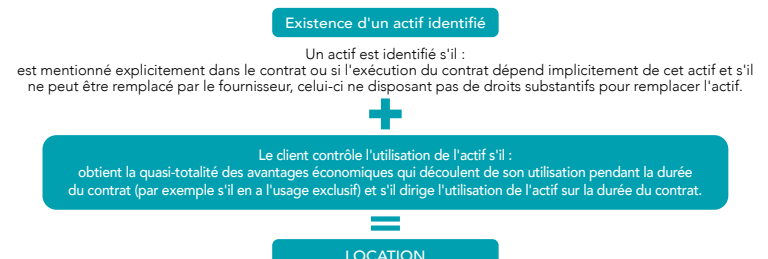 Existence d'un actif identifié
Un actif est identifié s'il :
est mentionné explicitement dans le contrat ou si l'exécution du contrat dépend implicitement de cet actif et s'il
ne peut être remplacé par le fournisseur, celui-ci ne disposant pas de droits substantifs pour remplacer l'actif.
+
Le client contrôle l'utilisation de l'actif s'il :
obtient la quasi-totalité des avantages économiques qui découlent de son utilisation pendant la durée
du contrat (par exemple s'il en a l'usage exclusif) et s'il dirige l'utilisation de l'actif sur la durée du contrat.
=
LOCATION